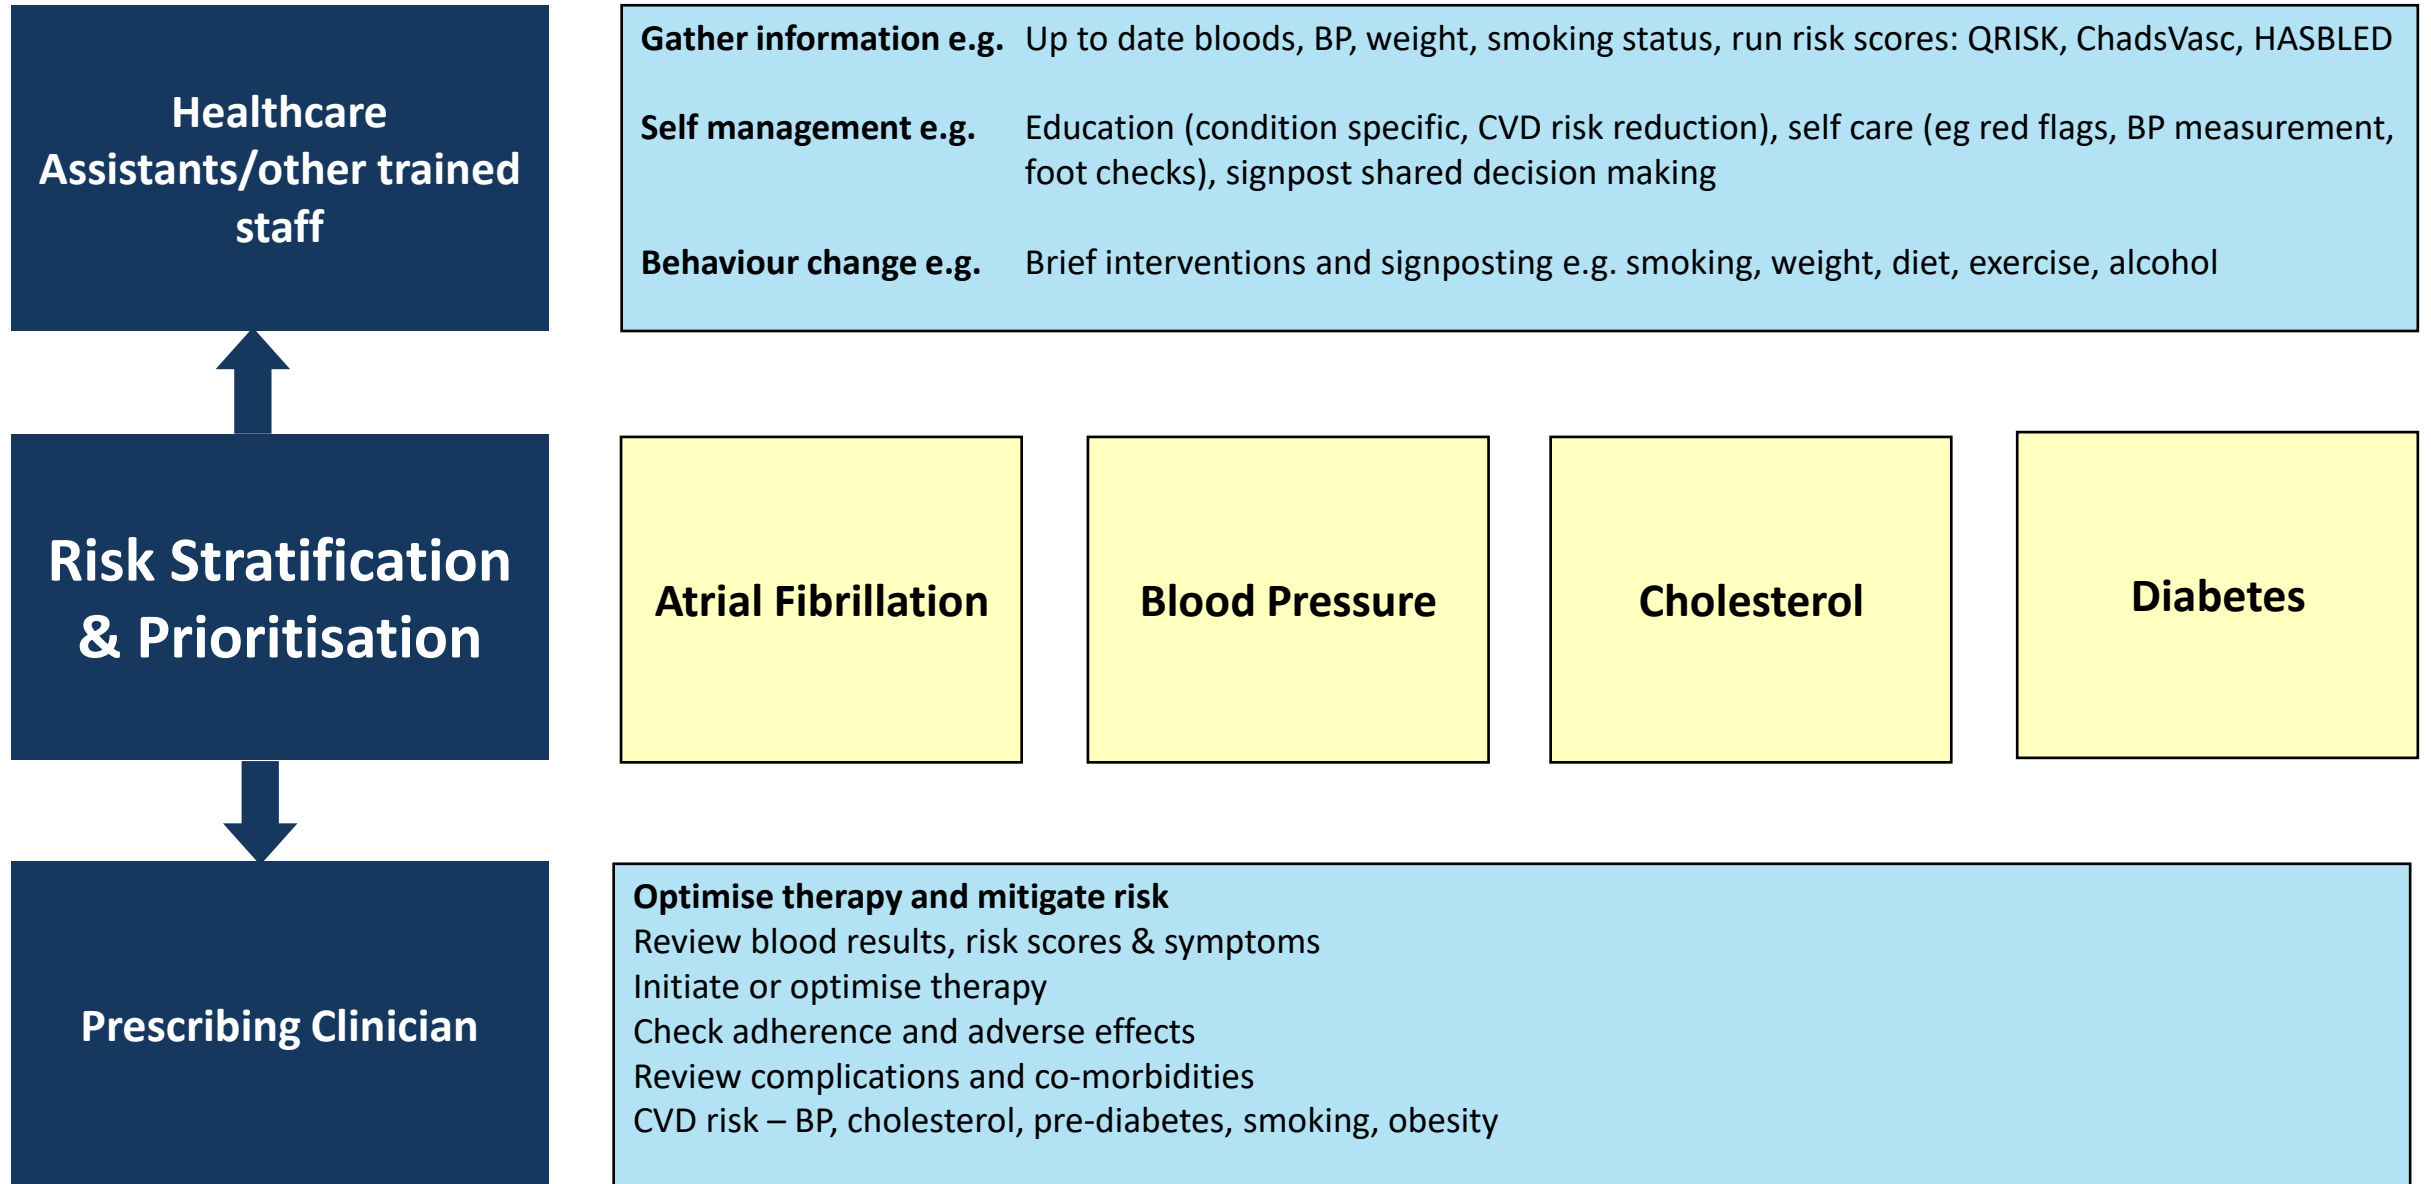 Healthcare
Assistants/other trained
staff
Gather information e.g. Up to date bloods, BP, weight, smoking status, run risk scores: QRISK, ChadsVasc, HASBLED
Self management e.g. Education (condition specific, CVD risk reduction), self care (eg red flags, BP measurement,
foot checks), signpost shared decision making
Behaviour change e.g. Brief interventions and signposting e.g. smoking, weight, diet, exercise, alcohol
Risk Stratification
& Prioritisation
Atrial Fibrillation
Blood Pressure
Cholesterol
Diabetes
Prescribing Clinician
Optimise therapy and mitigate risk
Review blood results, risk scores & symptoms
Initiate or optimise therapy
Check adherence and adverse effects
Review complications and co-morbidities
CVD risk – BP, cholesterol, pre-diabetes, smoking, obesity